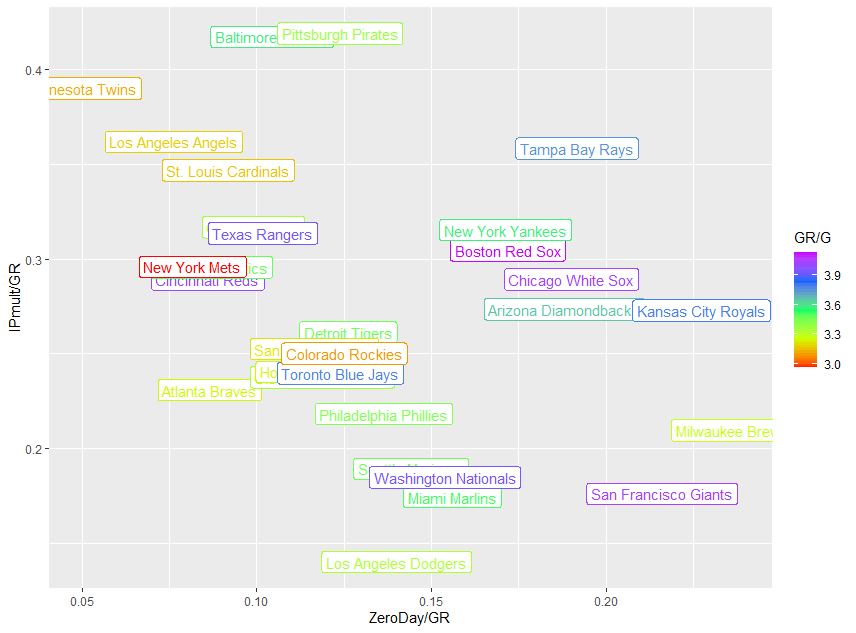 Baltimore
Pittsburgh Pirates
0.4
nesota Twins
Los Angeles Angels
Tampa Bay Rays
St. Louis Cardinals
New York Yankees
Texas Rangers
GR/G
Boston Red Sox
0.3
New York Mets
tics
Cincinnati Reds
Chicago White Sox
3.9
IPmult/GR
Arizona Diamondback
Kansas City Royals
3.6
Detroit Tigers
3.3
San
Colorado Rockies
3.0
Ho
Toronto Blue Jays
Atlanta Braves
Philadelphia Phillies
Milwaukee Brew
0.2
Washington Nationals
Miami Marlins
San Francisco Giants
Los Angeles Dodgers
0.05
0.10
0.15
0.20
ZeroDay/GR